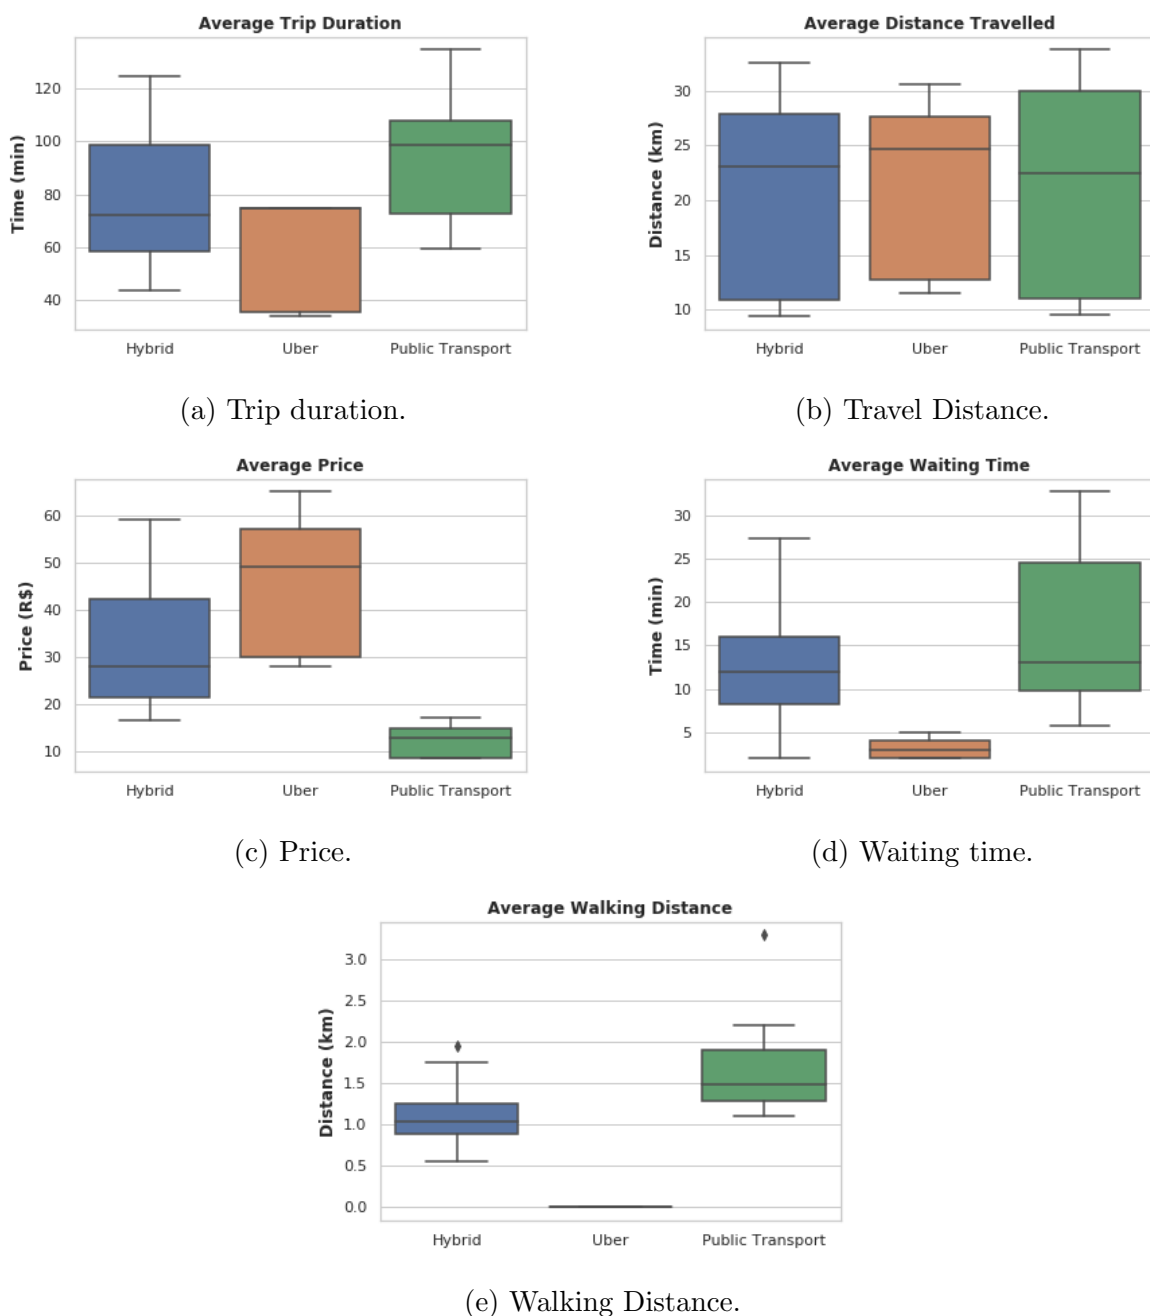 Average Trip Duration
Time (min)
120
100
80
60
40
Hybrid Uber Public Transport
(a) Trip duration.
Average Distance Travelled
Distance (km)
30
25
20
15
10
Hybrid Uber Public Transport
(b) Travel Distance.
Average Price
Price (R$)
60
50
40
30
20
10
Hybrid Uber Public Transport
(c) Price.
Average Waiting Time
Time (min)
30
25
20
15
10
5
Hybrid Uber Public Transport
(d) Waiting time.
Average Walking Distance
Distance (km)
3.0
2.5
2.0
1.5
1.0
0.5
0.0
Hybrid Uber Public Transport
(e) Walking Distance.